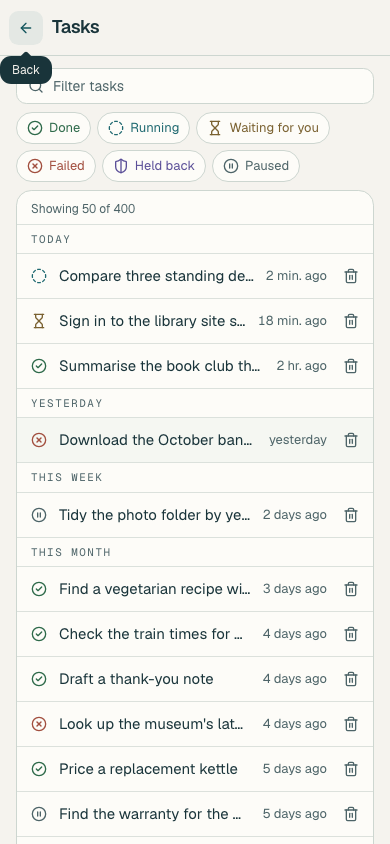 Tasks
Back
Filter tasks
Done
Running
Waiting for you
Failed
Held back
Paused
Showing 50 of 400
TODAY
Compare three standing de... 2 min. ago
Sign in to the library site s... 18 min. ago
Summarise the book club th... 2 hr. ago
YESTERDAY
Download the October ban... yesterday
THIS WEEK
Tidy the photo folder by ye... 2 days ago
THIS MONTH
Find a vegetarian recipe wi... 3 days ago
Check the train times for ... 4 days ago
Draft a thank-you note 4 days ago
Look up the museum's lat... 4 days ago
Price a replacement kettle 5 days ago
Find the warranty for the ... 5 days ago